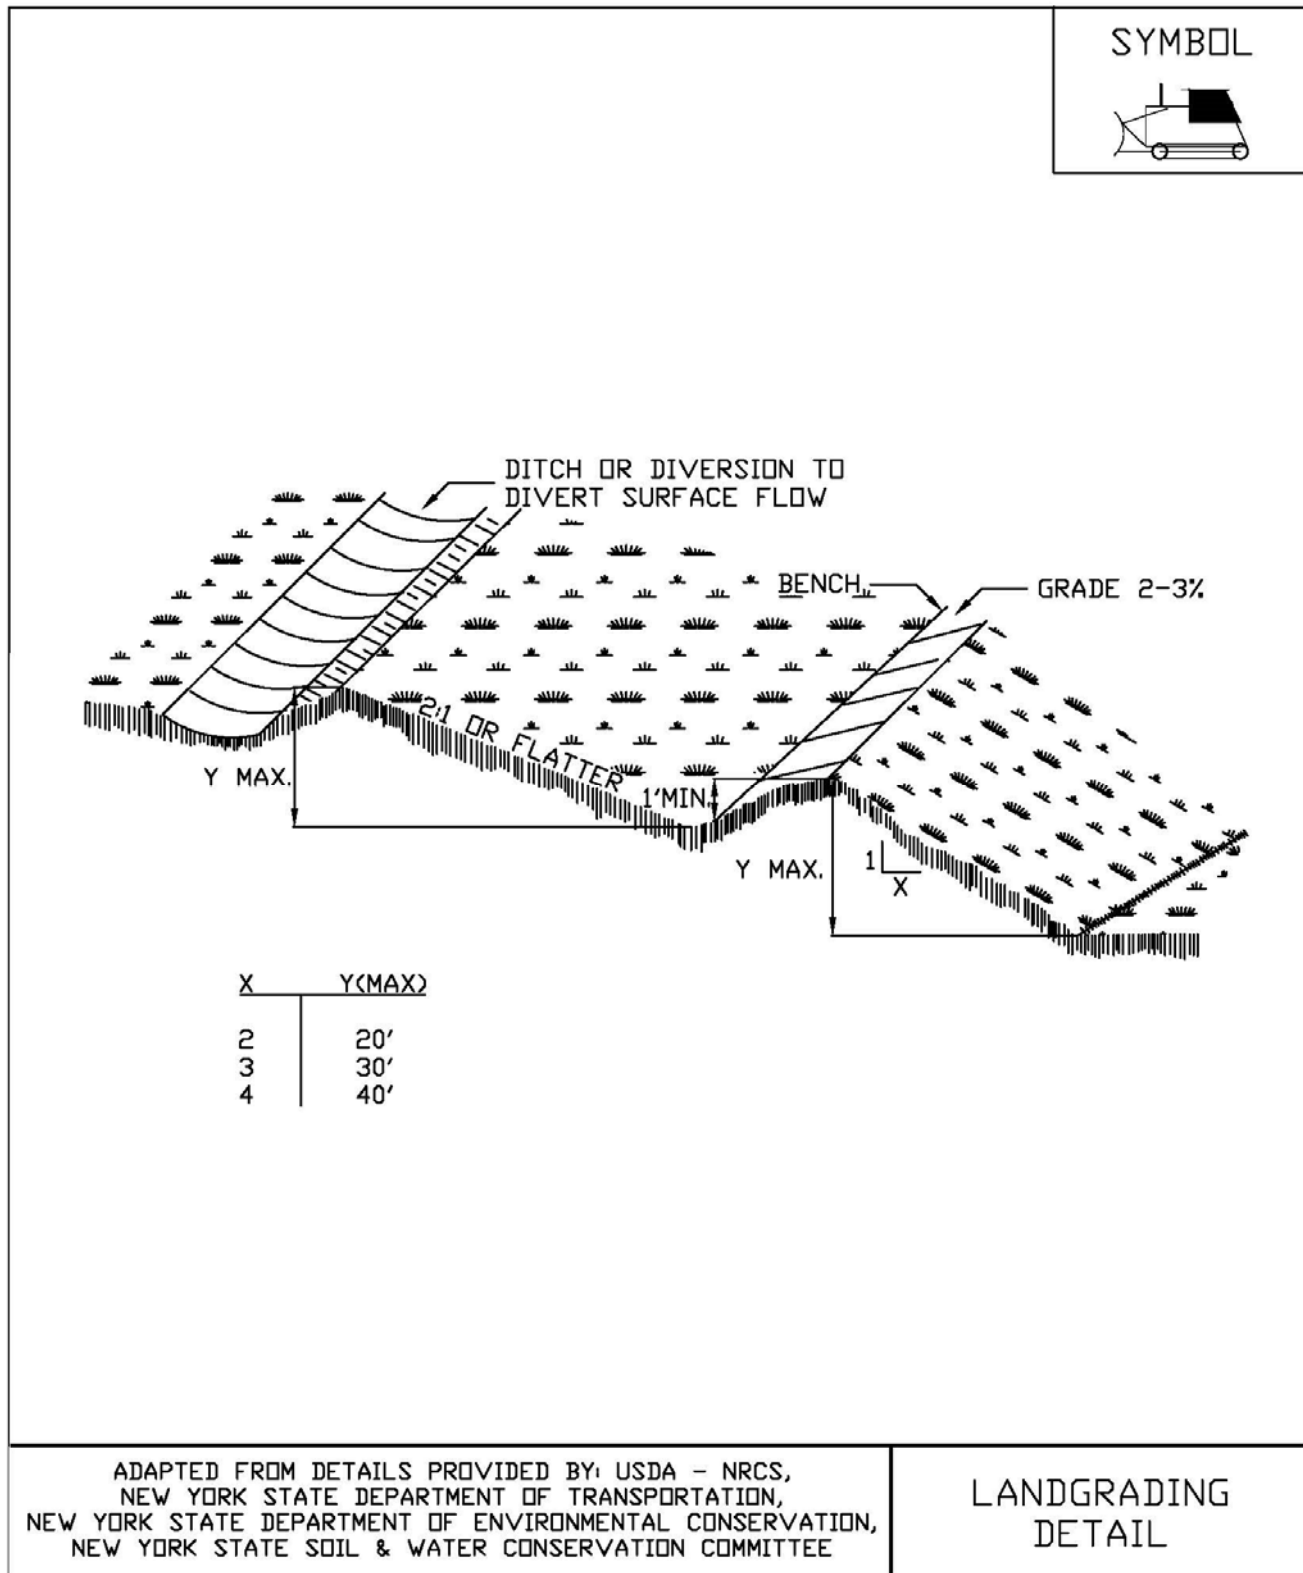 SYMBOL
DITCH OR DIVERSION TO
DIVERT SURFACE FLOW
BENCH
GRADE 2-3%
2:1 OR FLATTER
Y MAX.
1'MIN.
Y MAX.
1
X
X Y(MAX)
2 20'
3 30'
4 40'
ADAPTED FROM DETAILS PROVIDED BY: USDA - NRCS,
NEW YORK STATE DEPARTMENT OF TRANSPORTATION,
NEW YORK STATE DEPARTMENT OF ENVIRONMENTAL CONSERVATION,
NEW YORK STATE SOIL & WATER CONSERVATION COMMITTEE
LANDGRADING
DETAIL